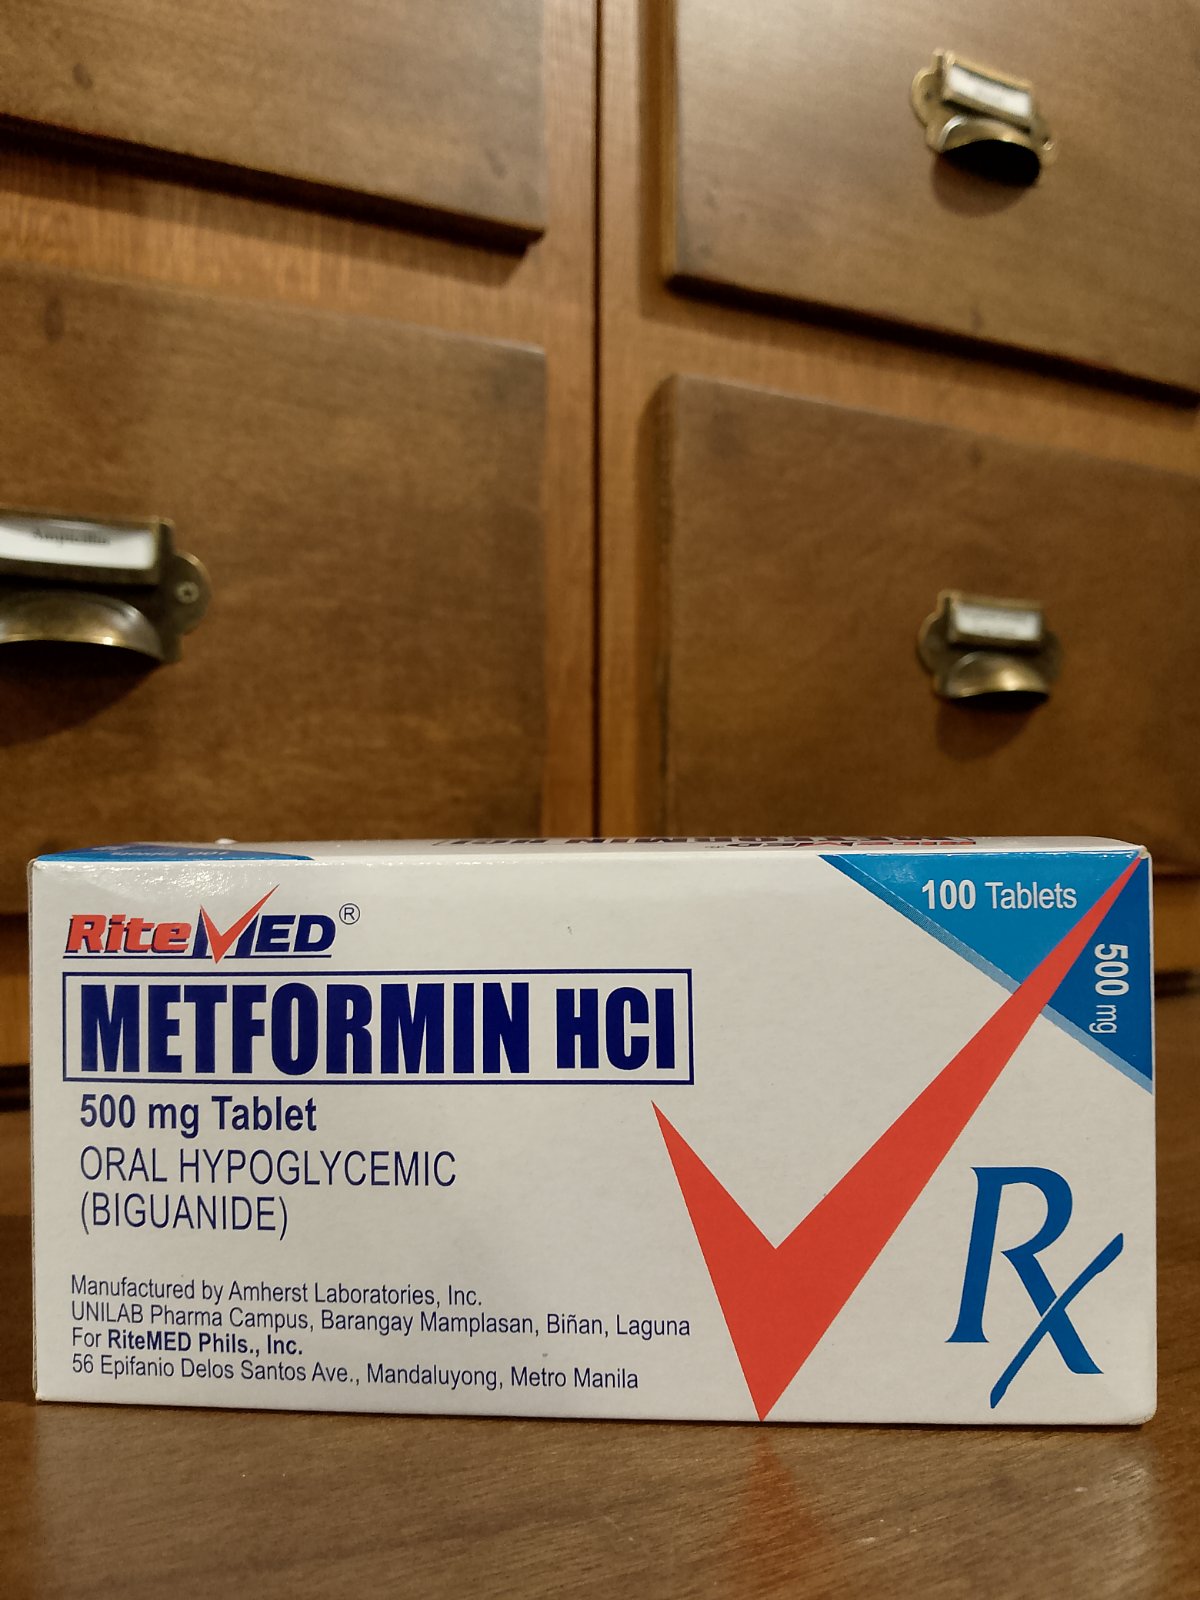 RiteMED®
METFORMIN HCl
500 mg Tablet
ORAL HYPOGLYCEMIC
(BIGUANIDE)
Manufactured by Amherst Laboratories, Inc.
UNILAB Pharma Campus, Barangay Mamplasan, Biñan, Laguna
For RiteMED Phils., Inc.
56 Epifanio Delos Santos Ave., Mandaluyong, Metro Manila
100 Tablets
500 mg
Rx